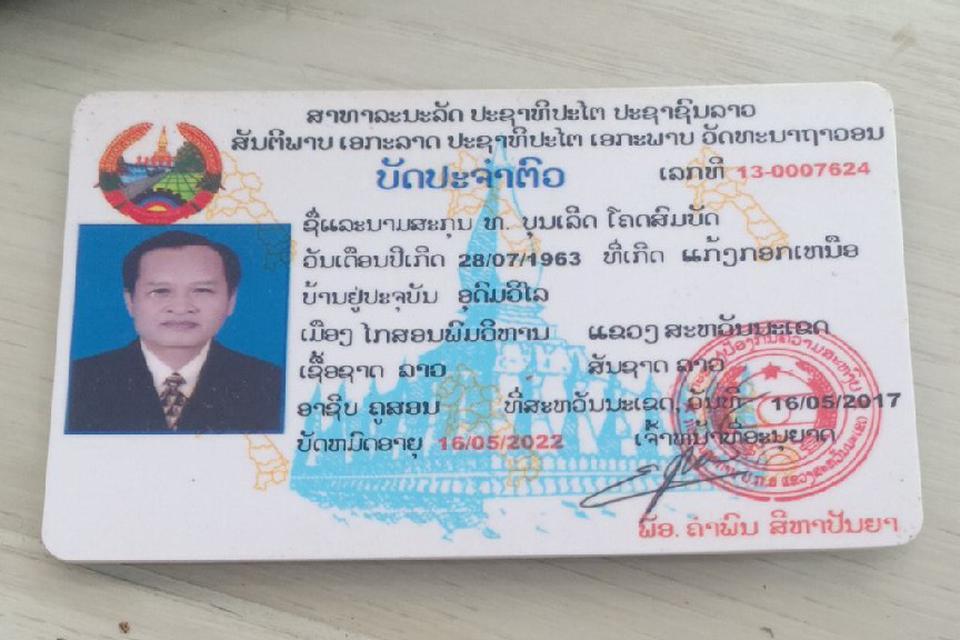 ສາທາລະນະລັດ ປະຊາທິປະໄຕ ປະຊາຊົນລາວ
ສັນຕິພາບ ເອກະລາດ ປະຊາທິປະໄຕ ເອກະພາບ ວັດທະນາຖາວອນ
ບັດປະຈຳຕົວ ເລກທີ 13-0007624
ຊື່ແລະນາມສະກຸນ ທ. ບຸນເລີດ ໂຄດສົມບັດ
ວັນເດືອນປີເກີດ 28/07/1963 ທີ່ເກີດ ແກ້ງກອກເຫນືອ
ບ້ານຢູ່ປະຈຸບັນ ອຸດົມວິໄລ
ເມືອງ ໄກສອນພົມວິຫານ ແຂວງ ສະຫວັນນະເຂດ
ເຊື້ອຊາດ ລາວ ສັນຊາດ ລາວ
ອາຊີບ ຄູສອນ ທີ່ສະຫວັນນະເຂດ, ວັນທີ 16/05/2017
ບັດຫມົດອາຍຸ 16/05/2022 ເຈົ້າຫນ້າທີ່ອະນຸຍາດ
ພັອ. ຄຳພົນ ສີຫາປັນຍາ